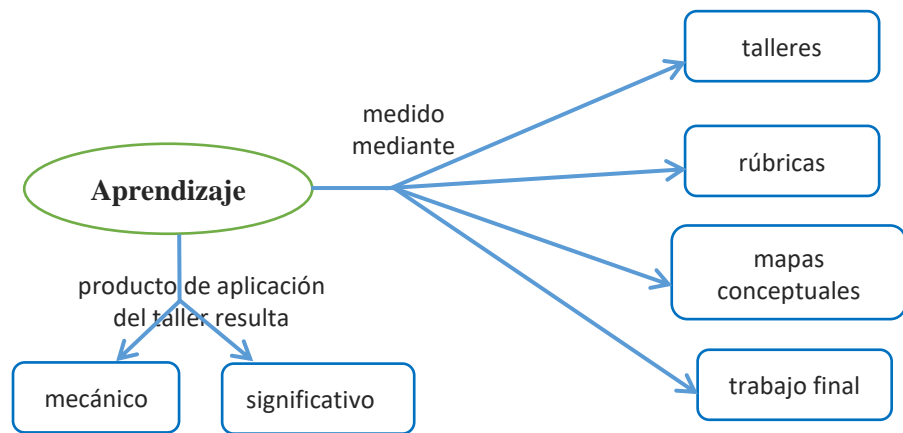 talleres
medido
mediante
rúbricas
Aprendizaje
mapas
conceptuales
producto de aplicación
del taller resulta
trabajo final
mecánico
significativo